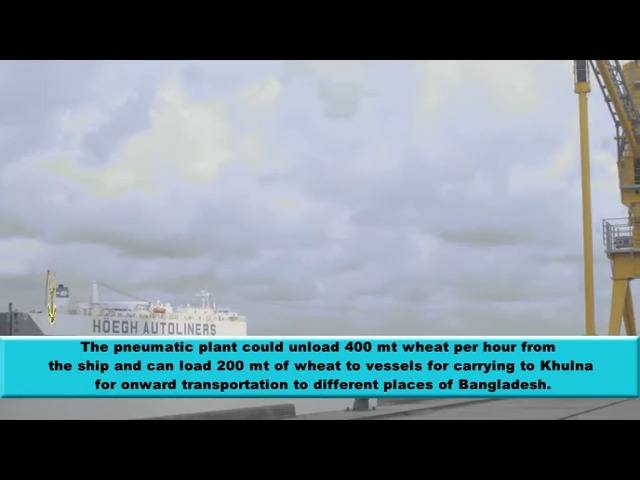 HÖEGH AUTOLINERS
The pneumatic plant could unload 400 mt wheat per hour from
the ship and can load 200 mt of wheat to vessels for carrying to Khulna
for onward transportation to different places of Bangladesh.